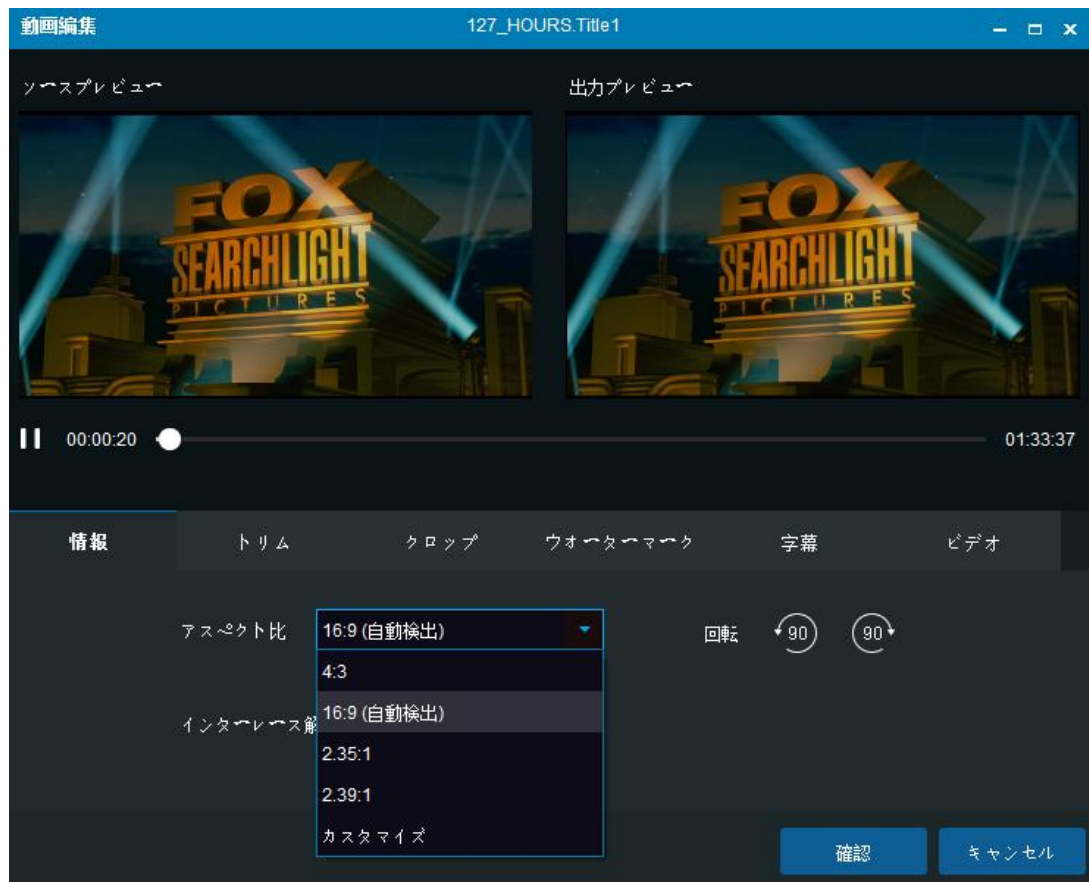 動画編集
127_HOURS.Title1
ソースプレビュー
出力プレビュー
FOX
SEARCHLIGHT
PICTURES
FOX
SEARCHLIGHT
PICTURES
00:00:20
01:33:37
情報
トリム
クロップ
ウオーターマーク
字幕
ビデオ
アスペクト比
16:9 (自動検出)
回転
90
90
4:3
16:9 (自動検出)
インターレース解
2.35:1
2.39:1
カスタマイズ
確認
キャンセル